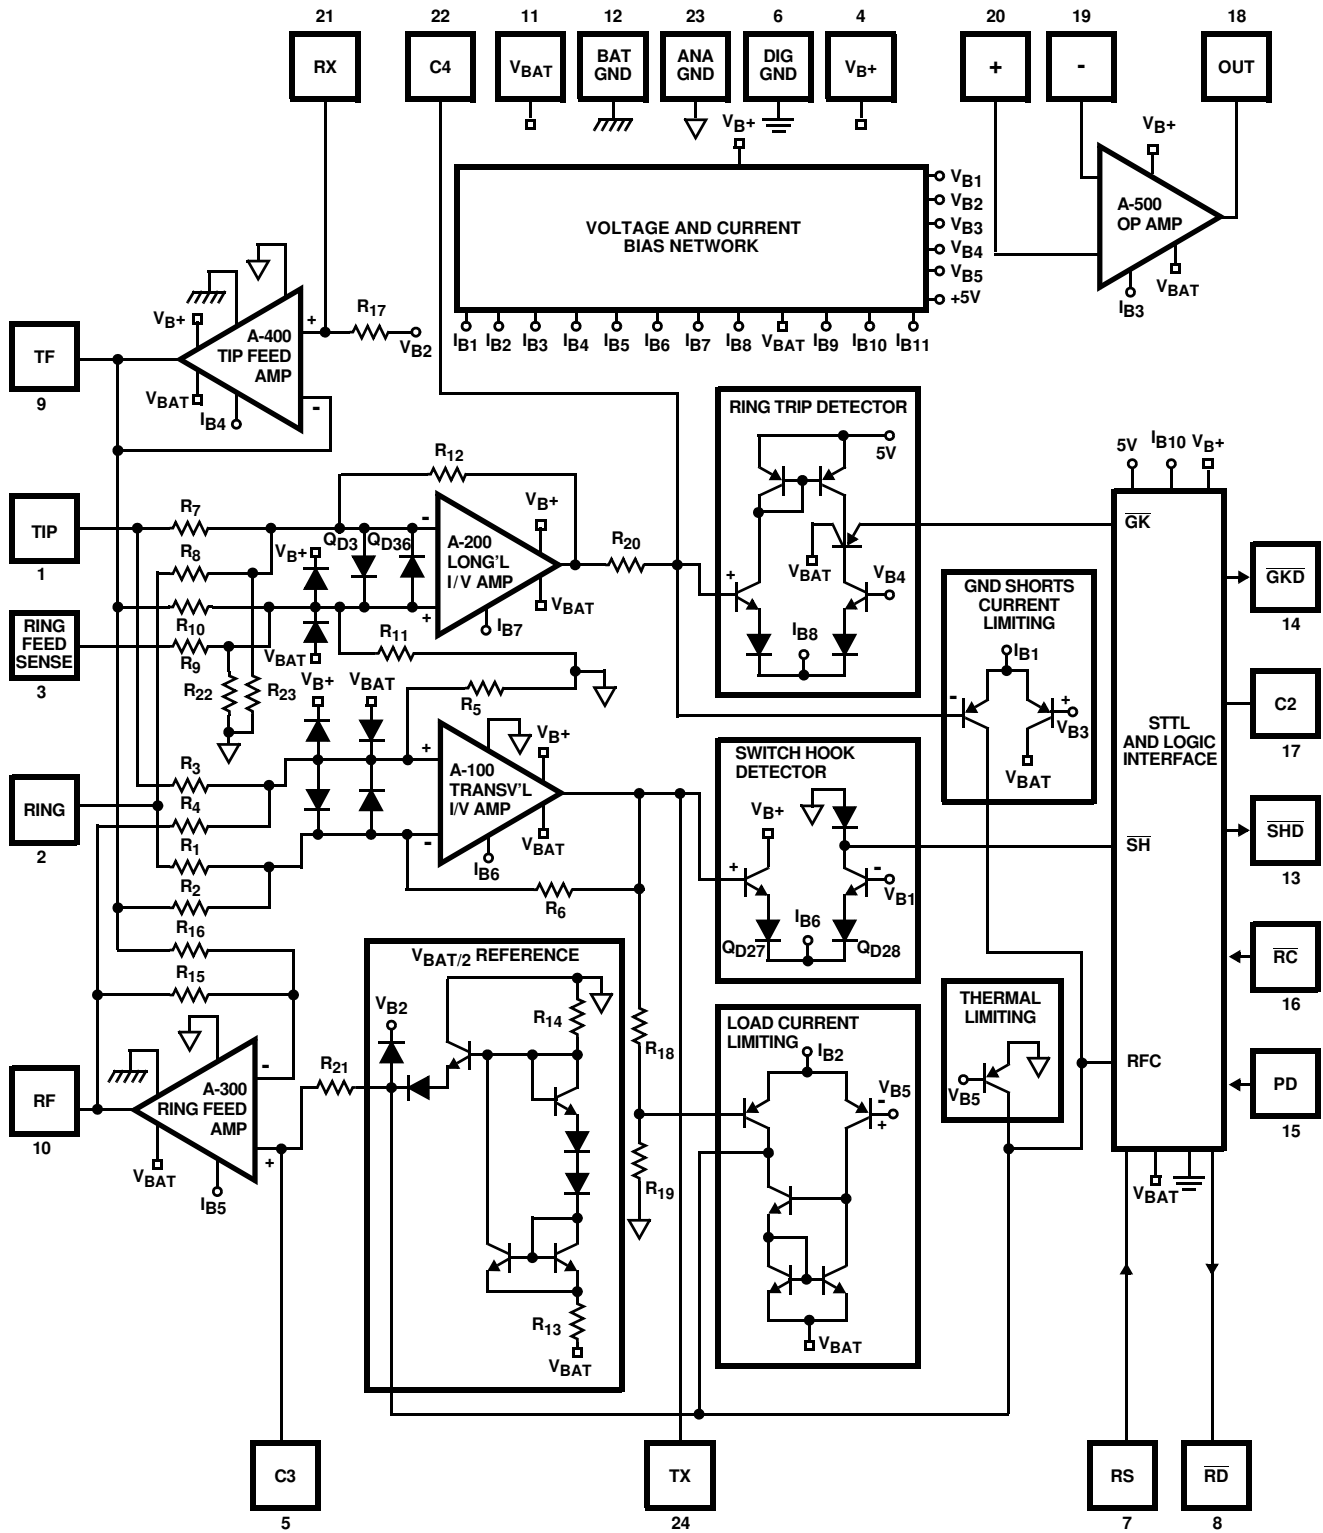 21
22
11
12
23
6
4
20
19
18
RX
C4
VBAT
BAT
GND
ANA
GND
DIG
GND
VB+
+
-
OUT
VB+
VB+
VOLTAGE AND CURRENT
BIAS NETWORK
VB1
VB2
VB3
VB4
VB5
+5V
A-500
OP AMP
VBAT
IB3
IB1
IB2
IB3
IB4
IB5
IB6
IB7
IB8
VBAT
IB9
IB10
IB11
TF
9
VB+
A-400
TIP FEED
AMP
VBAT
IB4
+
-
R17
VB2
RING TRIP DETECTOR
5V
VBAT
VB4
+
IB8
TIP
1
R7
R8
R10
R9
R22
R23
R12
VB+
QD3
QD36
VBAT
-
+
A-200
LONG'L
I/V AMP
VB+
VBAT
IB7
R20
R11
R5
RING
FEED
SENSE
3
VB+
VBAT
RING
2
R3
R4
R1
R2
R16
R15
+
-
A-100
TRANSV'L
I/V AMP
VB+
VBAT
IB6
R6
SWITCH HOOK
DETECTOR
VB+
+
-
VB1
IB6
QD27
QD28
GND SHORTS
CURRENT
LIMITING
IB1
-
+
VB3
VBAT
5V
IB10
VB+
GK
STTL
AND LOGIC
INTERFACE
SH
RFC
VBAT
GKD
14
C2
17
SHD
13
RC
16
PD
15
RF
10
A-300
RING FEED
AMP
-
+
VBAT
IB5
R21
VBAT/2 REFERENCE
VB2
R14
R13
VBAT
R18
R19
LOAD CURRENT
LIMITING
IB2
-
VB5
+
VBAT
THERMAL
LIMITING
VB5
C3
5
TX
24
RS
7
RD
8